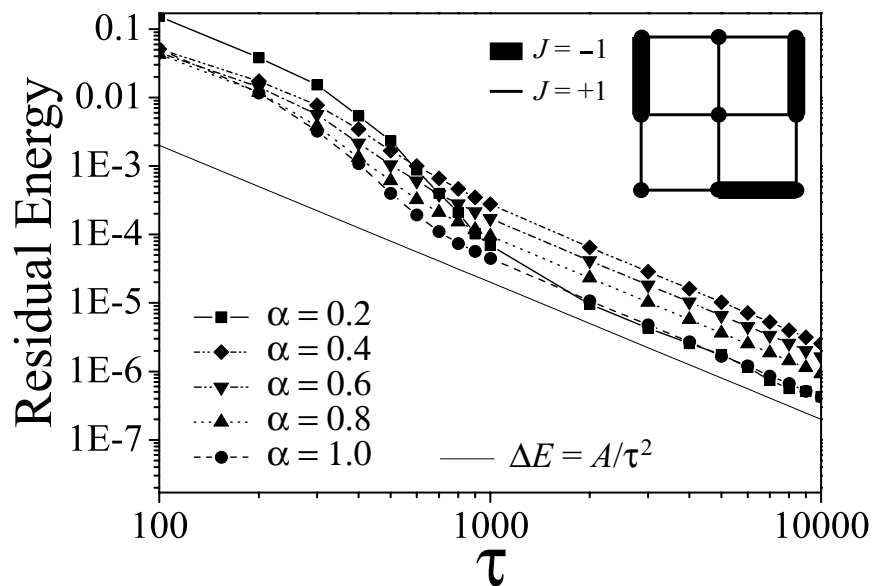 Residual Energy
0.1
0.01
1E-3
1E-4
1E-5
1E-6
1E-7
J = −1
J = +1
α = 0.2
α = 0.4
α = 0.6
α = 0.8
α = 1.0
ΔE = A/τ²
100
1000
10000
τ